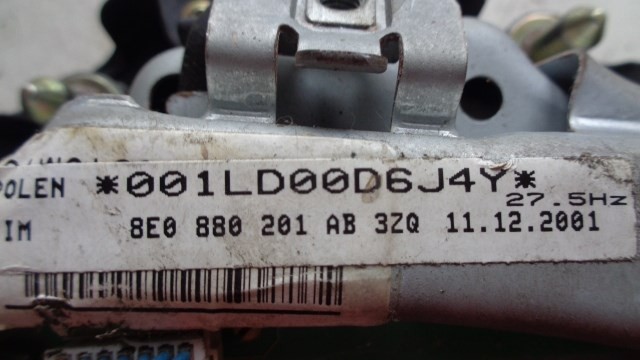 POLEN *001LD00D6J4Y*
27.5Hz
IM 8E0 880 201 AB 3ZQ 11.12.2001